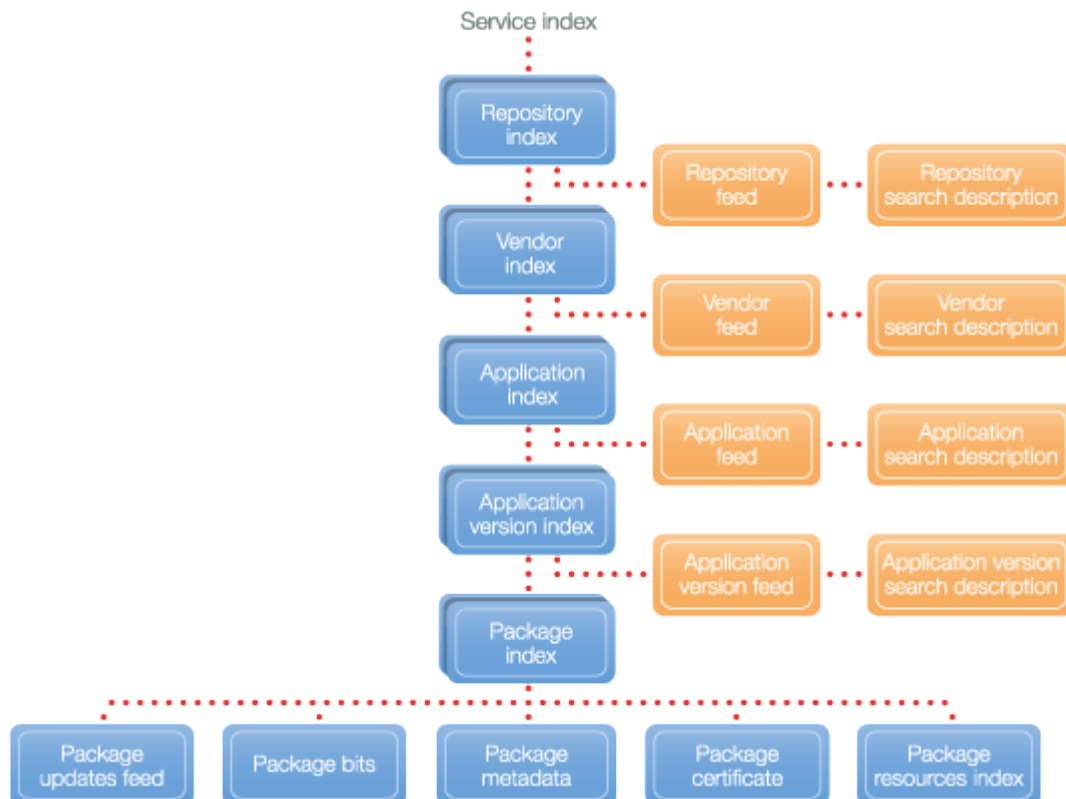 Service index
Repository
index
Repository
feed
Repository
search description
Vendor
index
Vendor
feed
Vendor
search description
Application
index
Application
feed
Application
search description
Application
version index
Application
version feed
Application version
search description
Package
index
Package
updates feed
Package bits
Package
metadata
Package
certificate
Package
resources index